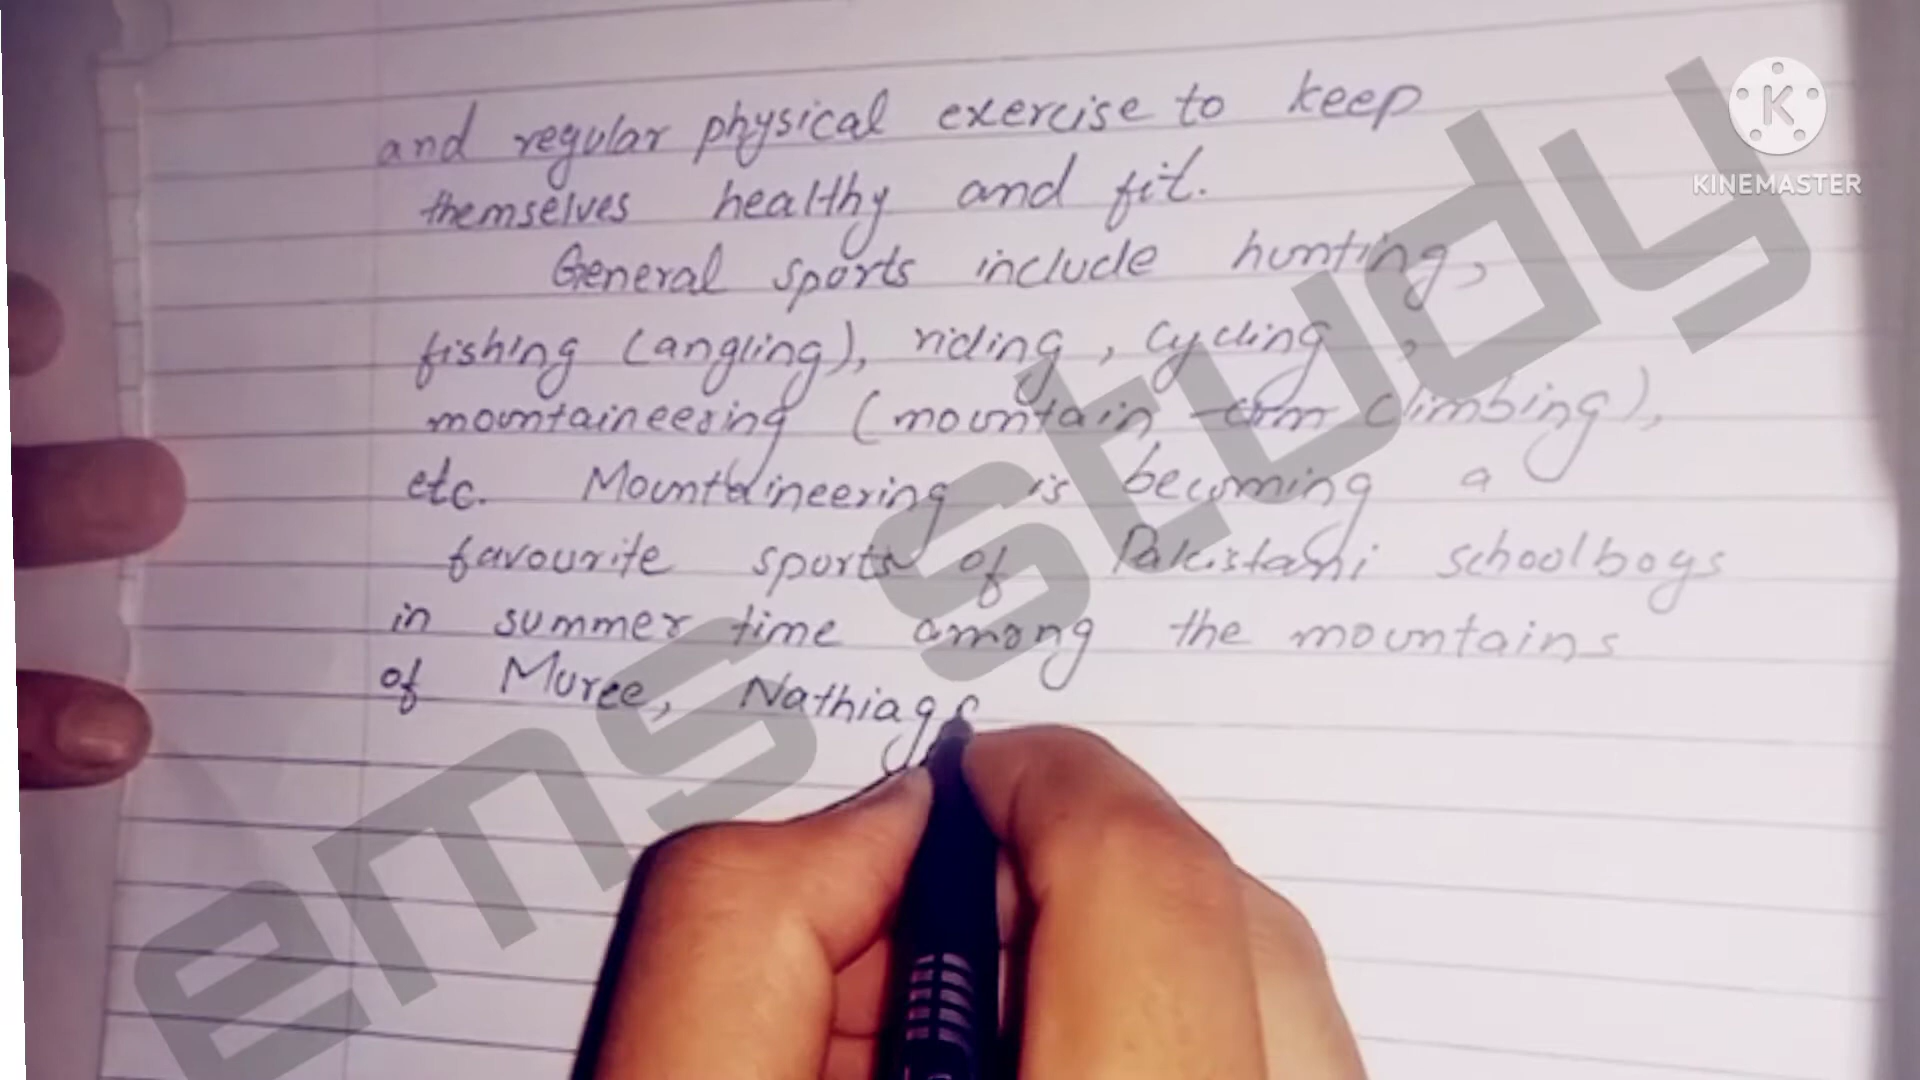 and regular physical exercise to keep
themselves healthy and fit.
General sports include hunting,
fishing (angling), riding, cycling,
mountaineering (mountain climbing),
etc. Mountaineering is becoming a
favourite sports of Pakistani schoolboys
in summer time among the mountains
of Muree, Nathiag
K
KINEMASTER
ems study